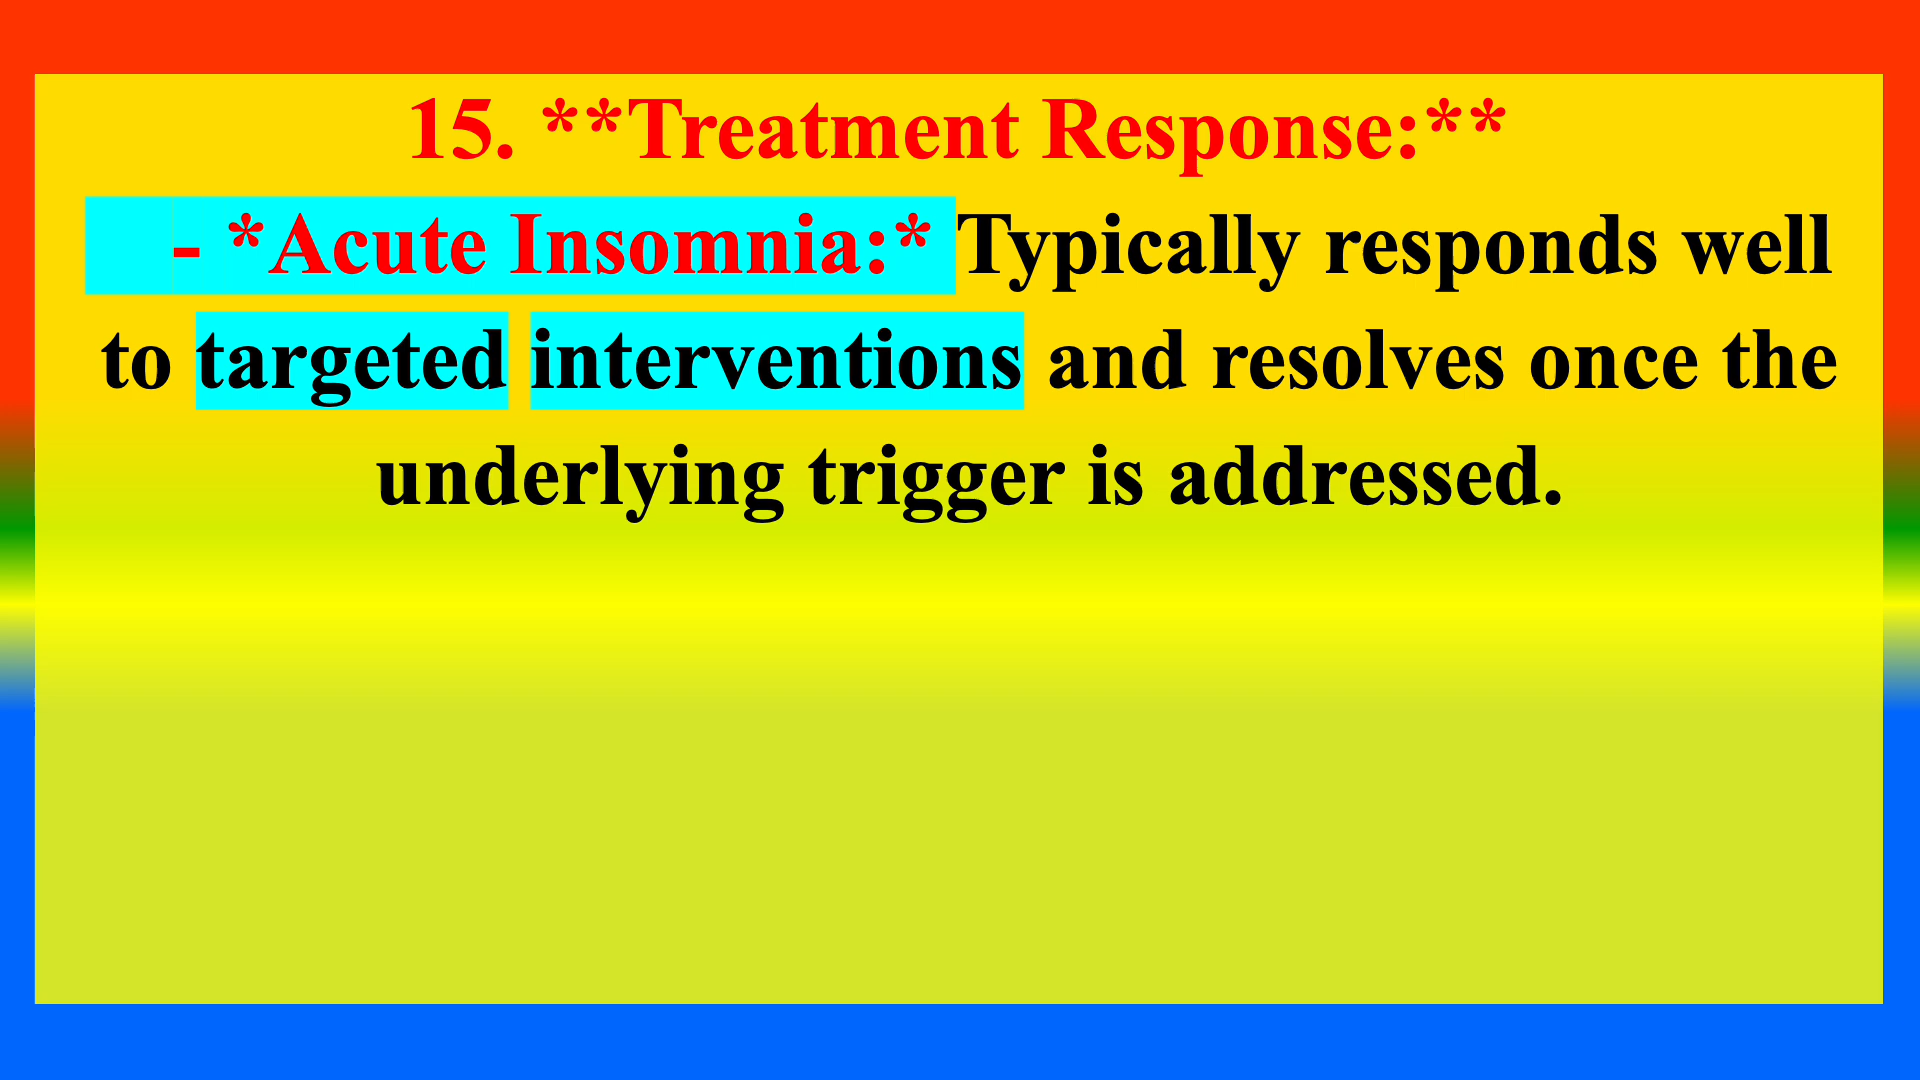 15. **Treatment Response:**
- *Acute Insomnia:* Typically responds well
to targeted interventions and resolves once the
underlying trigger is addressed.